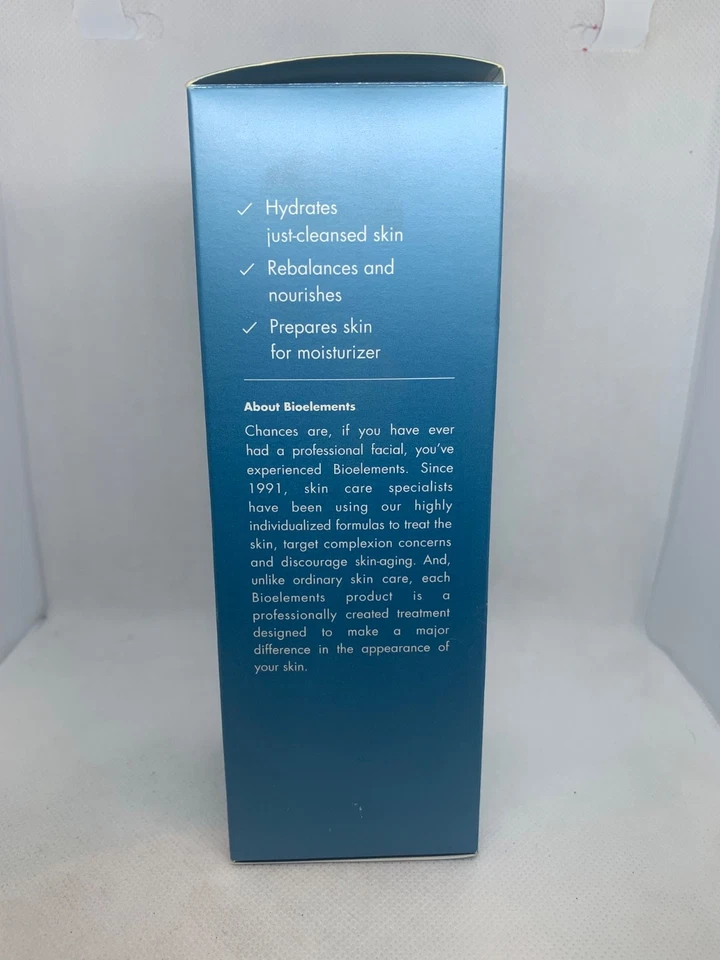 ✓ Hydrates
just-cleansed skin
✓ Rebalances and
nourishes
✓ Prepares skin
for moisturizer
About Bioelements
Chances are, if you have ever
had a professional facial, you've
experienced Bioelements. Since
1991, skin care specialists
have been using our highly
individualized formulas to treat the
skin, target complexion concerns
and discourage skin-aging. And,
unlike ordinary skin care, each
Bioelements product is a
professionally created treatment
designed to make a major
difference in the appearance of
your skin.